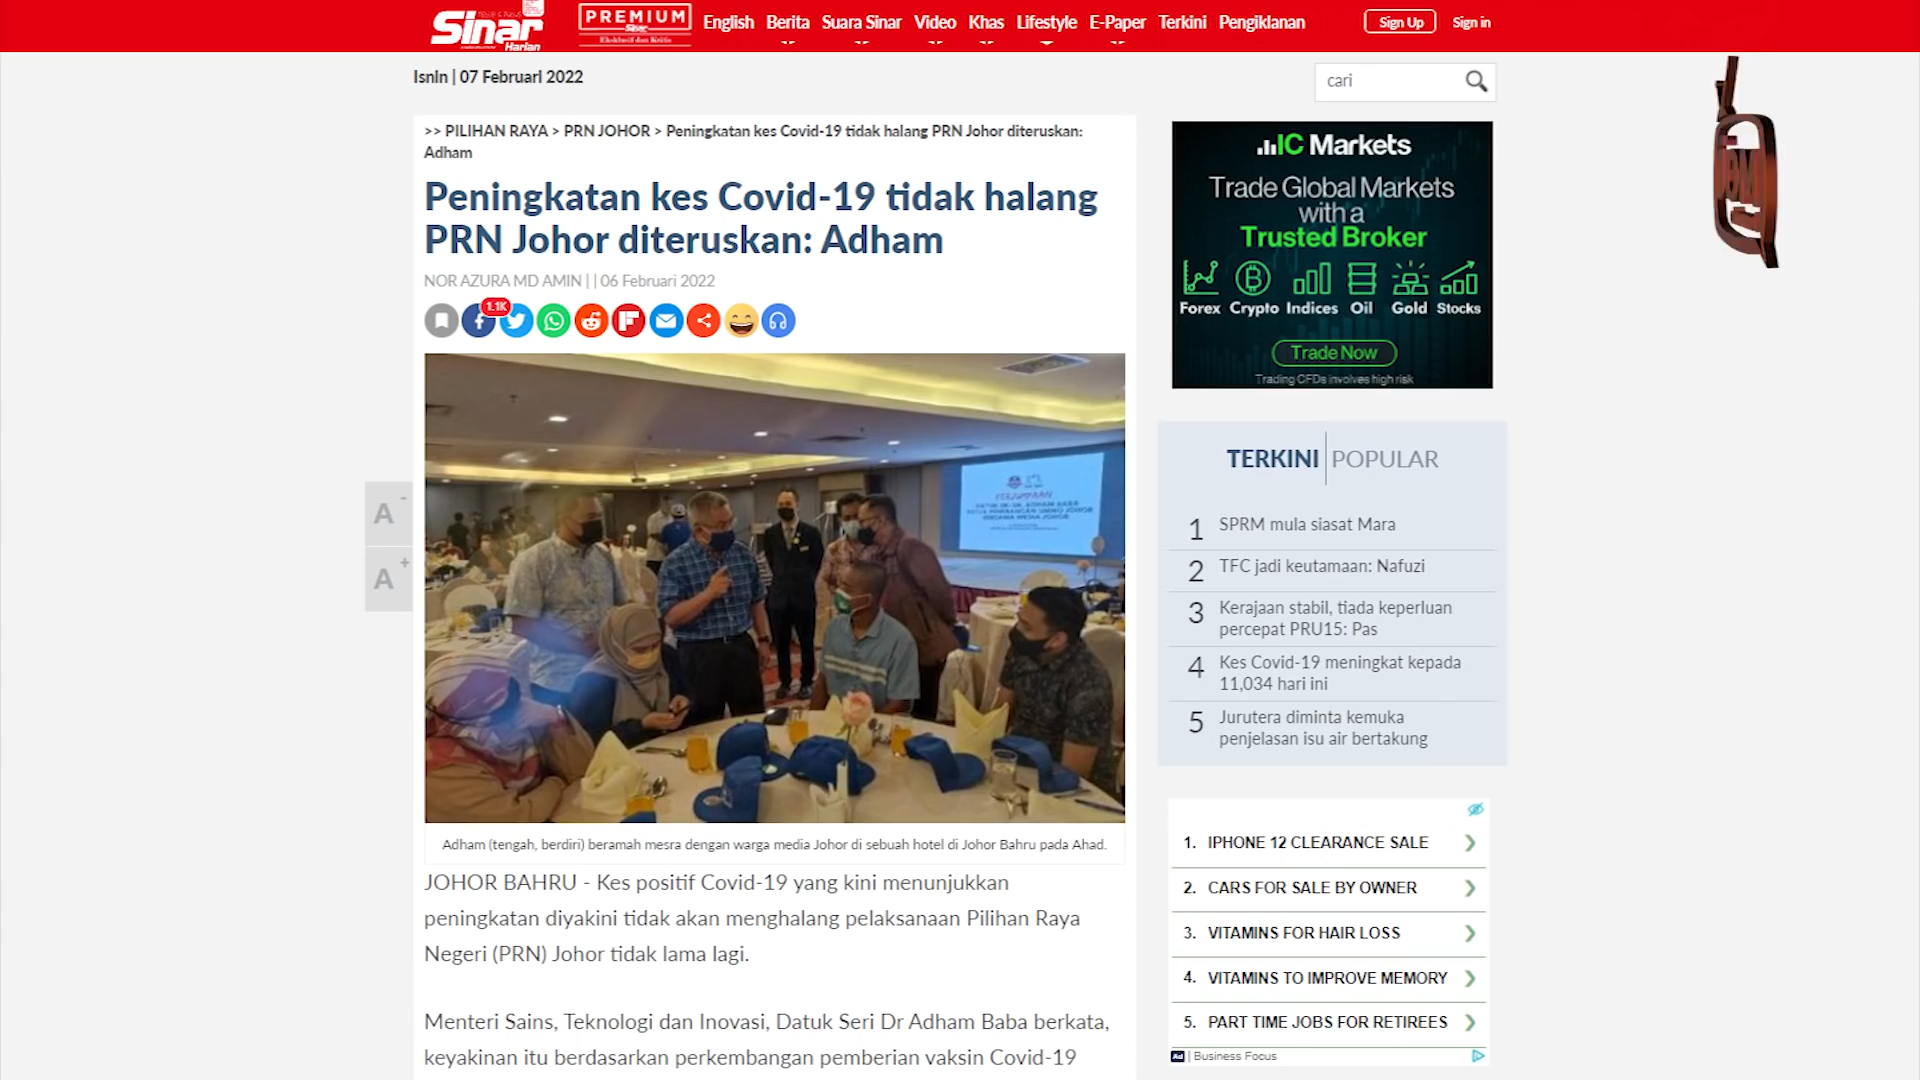 Sinar
Harian
PREMIUM
Sinar
Eksklusif dan Kritis
English Berita Suara Sinar Video Khas Lifestyle E-Paper Terkini Pengiklanan
Sign Up Sign in
Isnin | 07 Februari 2022
cari
>> PILIHAN RAYA > PRN JOHOR > Peningkatan kes Covid-19 tidak halang PRN Johor diteruskan:
Adham
Peningkatan kes Covid-19 tidak halang
PRN Johor diteruskan: Adham
NOR AZURA MD AMIN | | 06 Februari 2022
1.1K
A -
A +
PERJUMPAAN
Adham (tengah, berdiri) beramah mesra dengan warga media Johor di sebuah hotel di Johor Bahru pada Ahad.
JOHOR BAHRU - Kes positif Covid-19 yang kini menunjukkan
peningkatan diyakini tidak akan menghalang pelaksanaan Pilihan Raya
Negeri (PRN) Johor tidak lama lagi.
Menteri Sains, Teknologi dan Inovasi, Datuk Seri Dr Adham Baba berkata,
keyakinan itu berdasarkan perkembangan pemberian vaksin Covid-19
IC Markets
Trade Global Markets
with a
Trusted Broker
Forex Crypto Indices Oil Gold Stocks
Trade Now
Trading CFDs involves high risk
TERKINI POPULAR
1 SPRM mula siasat Mara
2 TFC jadi keutamaan: Nafuzi
3 Kerajaan stabil, tiada keperluan
percepat PRU15: Pas
4 Kes Covid-19 meningkat kepada
11,034 hari ini
5 Jurutera diminta kemuka
penjelasan isu air bertakung
1. IPHONE 12 CLEARANCE SALE
2. CARS FOR SALE BY OWNER
3. VITAMINS FOR HAIR LOSS
4. VITAMINS TO IMPROVE MEMORY
5. PART TIME JOBS FOR RETIREES
Ad | Business Focus